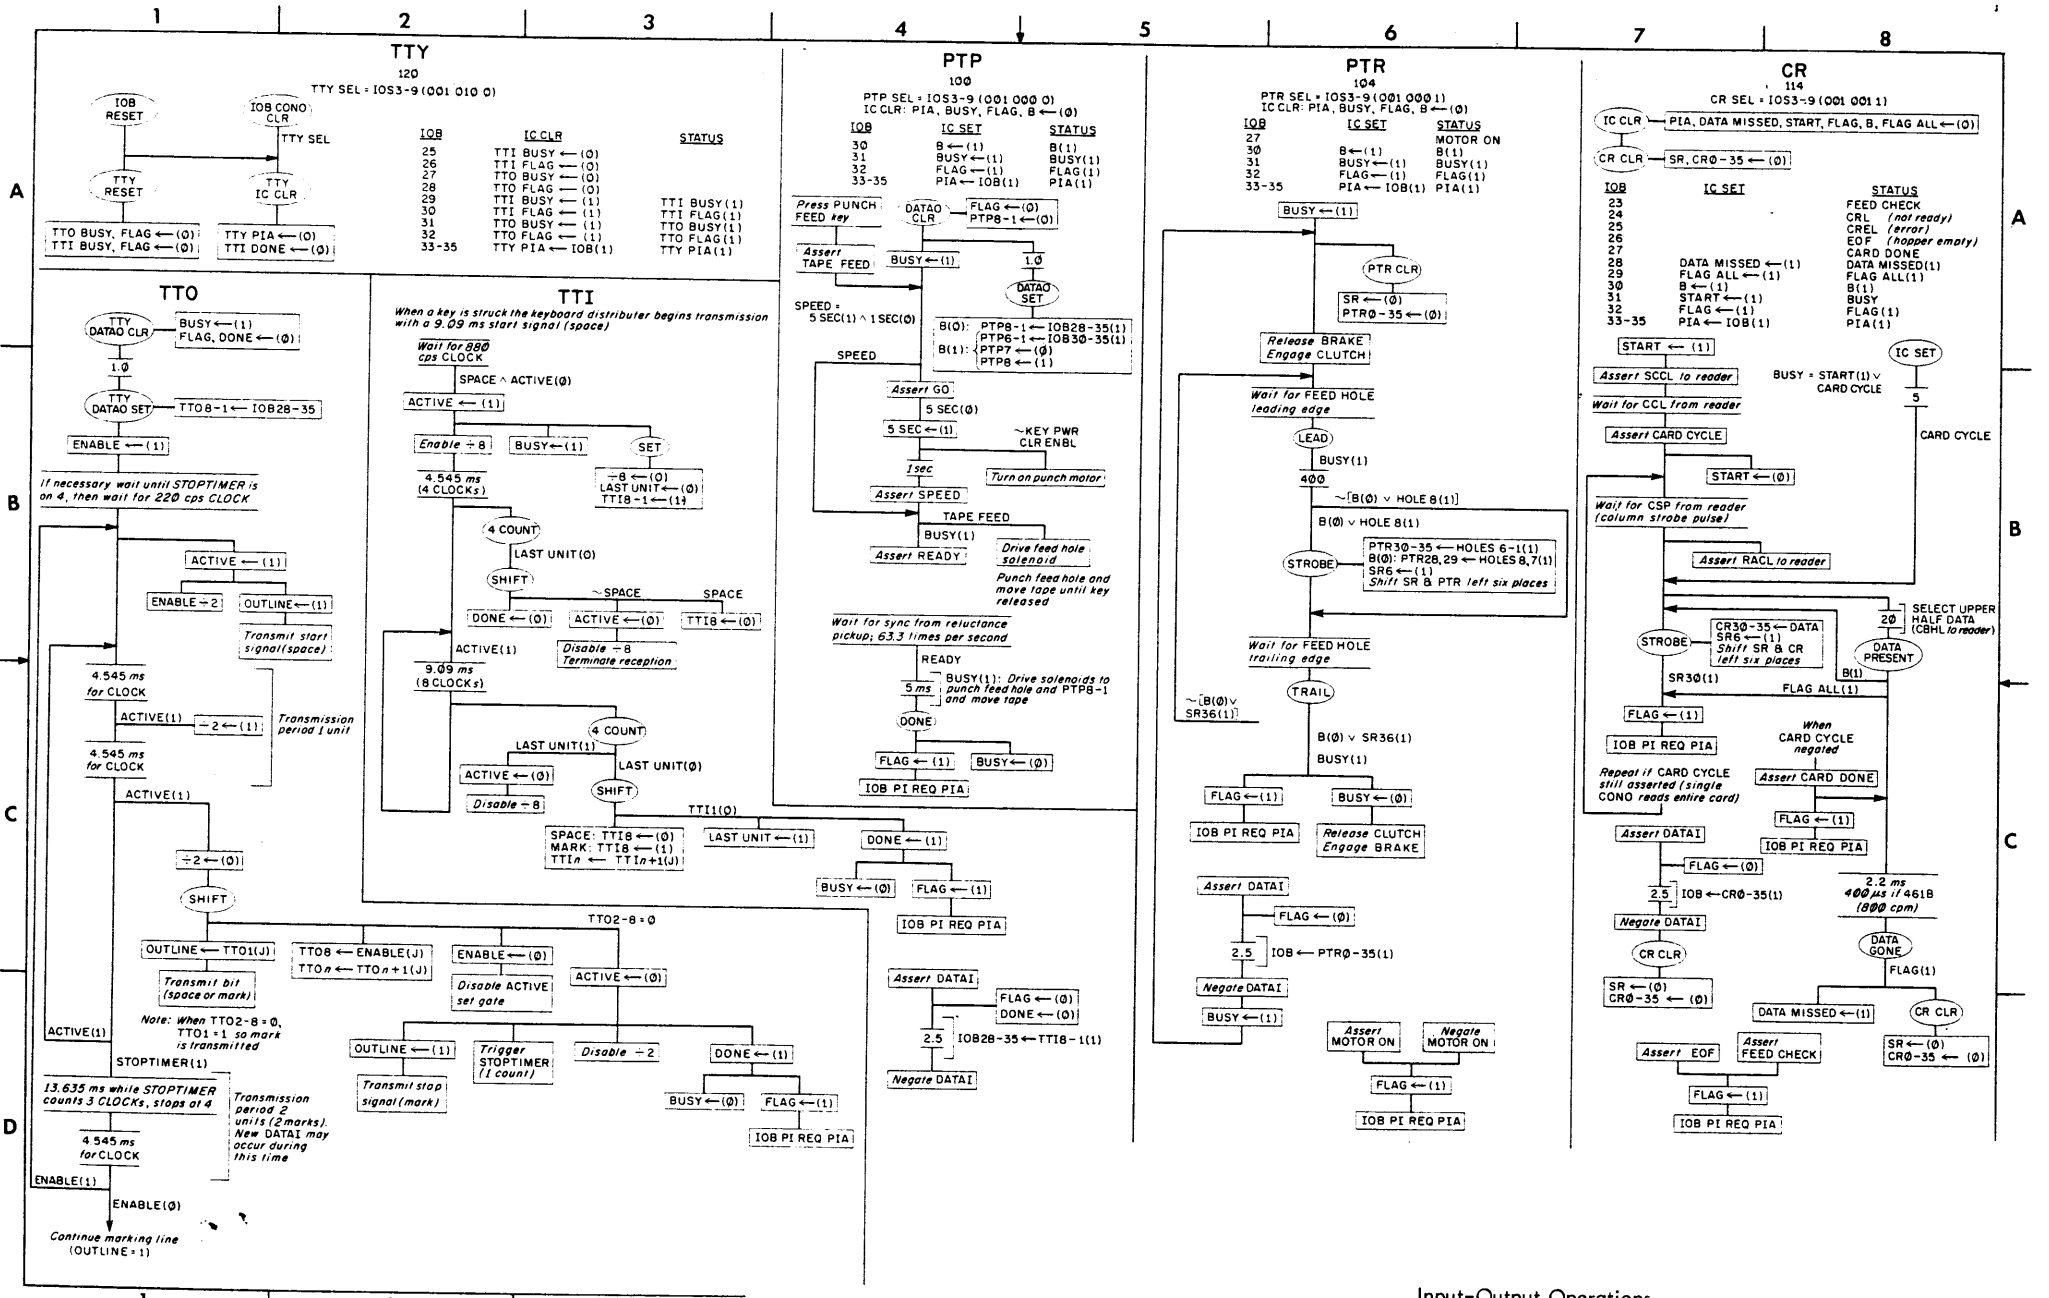 1 2 3 4 5 6 7 8
A
B
C
D
TTY
120
TTY SEL = IOS3-9 (001 010 0)
IOB RESET
IOB CONO CLR
TTY SEL
TTY RESET
TTY IC CLR
TTO BUSY, FLAG ← (0)
TTI BUSY, FLAG ← (0)
TTY PIA ← (0)
TTI DONE ← (0)
IOB IC CLR STATUS
25 TTI BUSY ← (0)
26 TTI FLAG ← (0)
27 TTO BUSY ← (0)
28 TTO FLAG ← (0)
29 TTI BUSY ← (1) TTI BUSY(1)
30 TTI FLAG ← (1) TTI FLAG(1)
31 TTO BUSY ← (1) TTO BUSY(1)
32 TTO FLAG ← (1) TTO FLAG(1)
33-35 TTY PIA ← IOB(1) TTY PIA(1)
TTO
TTY DATAO CLR
BUSY ← (1)
FLAG, DONE ← (0)
1.0
TTY DATAO SET
TTO8-1 ← IOB28-35
ENABLE ← (1)
If necessary wait until STOPTIMER is
on 4, then wait for 220 cps CLOCK
ACTIVE ← (1)
ENABLE ÷2
OUTLINE ← (1)
Transmit start
signal (space)
4.545 ms
for CLOCK
ACTIVE(1)
÷2 ← (1)
Transmission
period 1 unit
4.545 ms
for CLOCK
ACTIVE(1)
÷2 ← (0)
SHIFT
TTO2-8=0
OUTLINE ← TTO1(J)
Transmit bit
(space or mark)
TTO8 ← ENABLE(J)
TTOn ← TTOn+1(J)
ENABLE ← (0)
Disable ACTIVE
set gate
ACTIVE ← (0)
Note: When TTO2-8=0,
TTO1=1 so mark
is transmitted
OUTLINE ← (1)
Transmit stop
signal (mark)
Trigger
STOPTIMER
(1 count)
Disable ÷2
DONE ← (1)
BUSY ← (0)
FLAG ← (1)
IOB PI REQ PIA
ACTIVE(1)
STOPTIMER(1)
13.635 ms while STOPTIMER
counts 3 CLOCKs, stops at 4
4.545 ms
for CLOCK
Transmission
period 2
units (2 marks).
New DATAI may
occur during
this time
ENABLE(1)
ENABLE(0)
Continue marking line
(OUTLINE=1)
TTI
When a key is struck the keyboard distributer begins transmission
with a 9.09 ms start signal (space)
Wait for 880
cps CLOCK
SPACE ∧ ACTIVE(0)
ACTIVE ← (1)
Enable ÷8
BUSY ← (1)
SET
÷8 ← (0)
LAST UNIT ← (0)
TTI8-1 ← (1)
4.545 ms
(4 CLOCKs)
4 COUNT
LAST UNIT(0)
SHIFT
~SPACE
SPACE
DONE ← (0)
ACTIVE ← (0)
TTI8 ← (0)
Disable ÷8
Terminate reception
ACTIVE(1)
9.09 ms
(8 CLOCKs)
4 COUNT
LAST UNIT(1)
LAST UNIT(0)
ACTIVE ← (0)
Disable ÷8
SHIFT
TTI1(0)
SPACE: TTI8 ← (0)
MARK: TTI8 ← (1)
TTIn ← TTIn+1(J)
LAST UNIT ← (1)
DONE ← (1)
BUSY ← (0)
FLAG ← (1)
IOB PI REQ PIA
Assert DATAI
FLAG ← (0)
DONE ← (0)
2.5
IOB28-35 ← TTI8-1(1)
Negate DATAI
PTP
100
PTP SEL = IOS3-9 (001 000 0)
IC CLR: PIA, BUSY, FLAG, B ← (0)
IOB IC SET STATUS
30 B ← (1) B(1)
31 BUSY ← (1) BUSY(1)
32 FLAG ← (1) FLAG(1)
33-35 PIA ← IOB(1) PIA(1)
Press PUNCH
FEED key
DATAO CLR
FLAG ← (0)
PTP8-1 ← (0)
Assert
TAPE FEED
BUSY ← (1)
1.0
DATAO SET
SPEED =
5 SEC(1) ∧ 1 SEC(0)
B(0): PTP8-1 ← IOB28-35(1)
PTP6-1 ← IOB30-35(1)
B(1): PTP7 ← (0)
PTP8 ← (1)
SPEED
Assert GO
5 SEC(0)
5 SEC ← (1)
~KEY PWR
CLR ENBL
1 sec
Turn on punch motor
Assert SPEED
TAPE FEED
BUSY(1)
Assert READY
Drive feed hole
solenoid
Punch feed hole and
move tape until key
released
Wait for sync from reluctance
pickup; 63.3 times per second
READY
5 ms
BUSY(1): Drive solenoids to
punch feed hole and PTP8-1
and move tape
DONE
FLAG ← (1)
BUSY ← (0)
IOB PI REQ PIA
PTR
104
PTR SEL = IOS3-9 (001 000 1)
IC CLR: PIA, BUSY, FLAG, B ← (0)
IOB IC SET STATUS
27 MOTOR ON
30 B ← (1) B(1)
31 BUSY ← (1) BUSY(1)
32 FLAG ← (1) FLAG(1)
33-35 PIA ← IOB(1) PIA(1)
BUSY ← (1)
PTR CLR
SR ← (0)
PTR0-35 ← (0)
Release BRAKE
Engage CLUTCH
Wait for FEED HOLE
leading edge
LEAD
BUSY(1)
400
~[B(0) ∨ HOLE 8(1)]
B(0) ∨ HOLE 8(1)
STROBE
PTR30-35 ← HOLES 6-1(1)
B(0): PTR28,29 ← HOLES 8,7(1)
SR6 ← (1)
Shift SR & PTR left six places
Wait for FEED HOLE
trailing edge
TRAIL
~[B(0) ∨
SR36(1)]
B(0) ∨ SR36(1)
BUSY(1)
FLAG ← (1)
BUSY ← (0)
IOB PI REQ PIA
Release CLUTCH
Engage BRAKE
Assert DATAI
FLAG ← (0)
2.5
IOB ← PTR0-35(1)
Negate DATAI
BUSY ← (1)
Assert
MOTOR ON
Negate
MOTOR ON
FLAG ← (1)
IOB PI REQ PIA
CR
114
CR SEL = IOS3-9 (001 001 1)
IC CLR
PIA, DATA MISSED, START, FLAG, B, FLAG ALL ← (0)
CR CLR
SR, CR0-35 ← (0)
IOB IC SET STATUS
23 FEED CHECK
24 CRL (not ready)
25 CREL (error)
26 EOF (hopper empty)
27 CARD DONE
28 DATA MISSED ← (1) DATA MISSED(1)
29 FLAG ALL ← (1) FLAG ALL(1)
30 B ← (1) B(1)
31 START ← (1) BUSY
32 FLAG ← (1) FLAG(1)
33-35 PIA ← IOB(1) PIA(1)
START ← (1)
IC SET
Assert SCCL to reader
BUSY = START(1) ∨
CARD CYCLE
5
Wait for CCL from reader
CARD CYCLE
Assert CARD CYCLE
START ← (0)
Wait for CSP from reader
(column strobe pulse)
Assert RACL to reader
20
SELECT UPPER
HALF DATA
(CBHL to reader)
STROBE
CR30-35 ← DATA
SR6 ← (1)
Shift SR & CR
left six places
DATA PRESENT
SR30(1)
B(1)
FLAG ALL(1)
FLAG ← (1)
IOB PI REQ PIA
When
CARD CYCLE
negated
Repeat if CARD CYCLE
still asserted (single
CONO reads entire card)
Assert CARD DONE
FLAG ← (1)
IOB PI REQ PIA
Assert DATAI
FLAG ← (0)
2.5
IOB ← CR0-35(1)
Negate DATAI
CR CLR
SR ← (0)
CR0-35 ← (0)
2.2 ms
400 μs if 461B
(800 cpm)
DATA GONE
FLAG(1)
DATA MISSED ← (1)
CR CLR
SR ← (0)
CR0-35 ← (0)
Assert EOF
Assert
FEED CHECK
FLAG ← (1)
IOB PI REQ PIA
A
B
C
Input-Output Operations